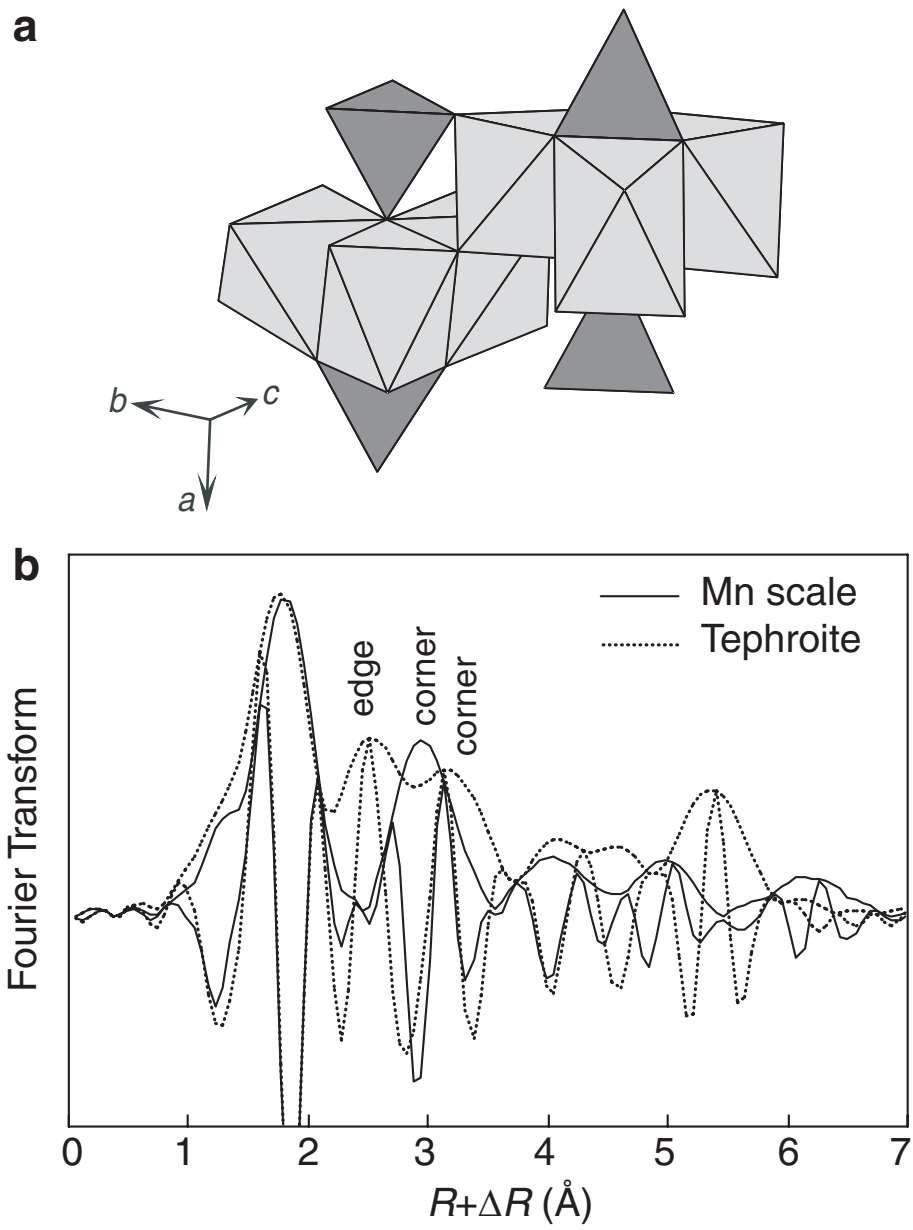 a
b
c
a
b
Mn scale
Tephroite
edge
corner
corner
Fourier Transform
0 1 2 3 4 5 6 7
R+ΔR (Å)